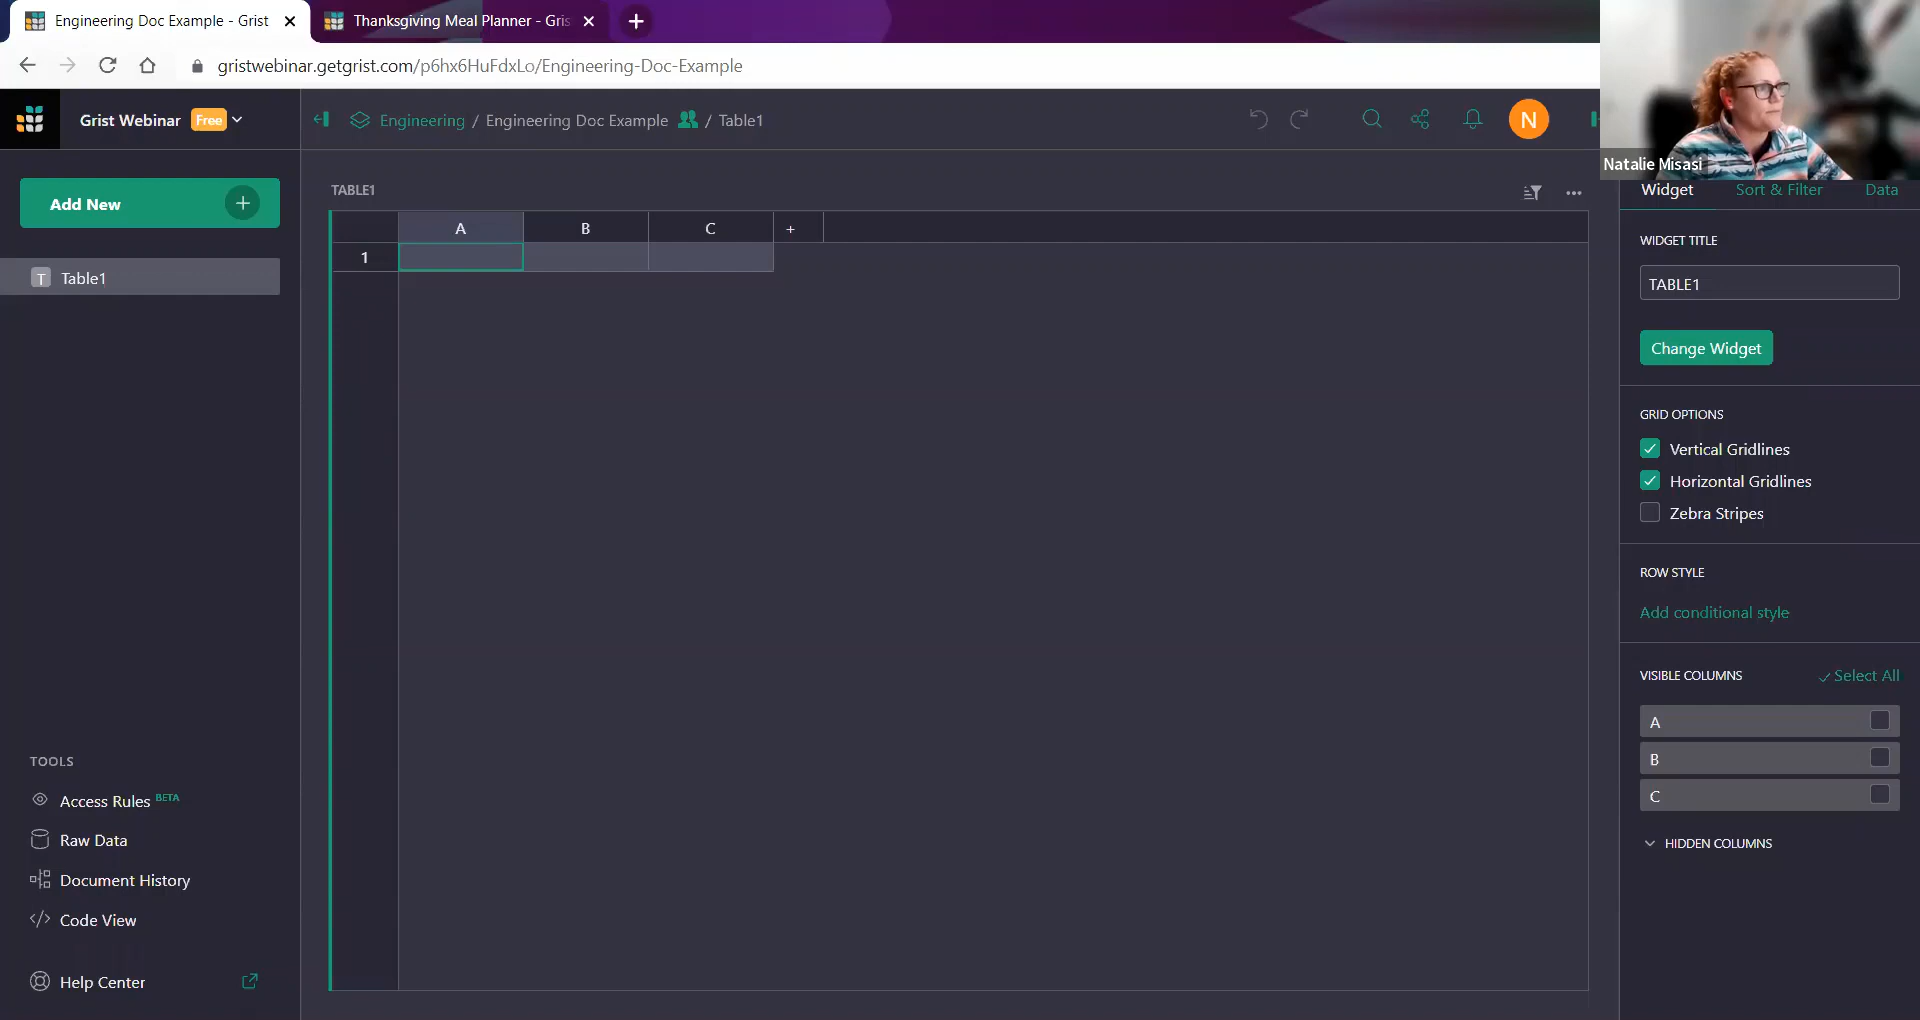 Engineering Doc Example - Grist
Thanksgiving Meal Planner - Gris
gristwebinar.getgrist.com/p6hx6HuFdxLo/Engineering-Doc-Example
Grist Webinar Free
Engineering / Engineering Doc Example / Table1
N
Natalie Misasi
Add New
Table1
TOOLS
Access Rules BETA
Raw Data
Document History
Code View
Help Center
TABLE1
A B C +
1
Widget Sort & Filter Data
WIDGET TITLE
TABLE1
Change Widget
GRID OPTIONS
Vertical Gridlines
Horizontal Gridlines
Zebra Stripes
ROW STYLE
Add conditional style
VISIBLE COLUMNS Select All
A
B
C
HIDDEN COLUMNS